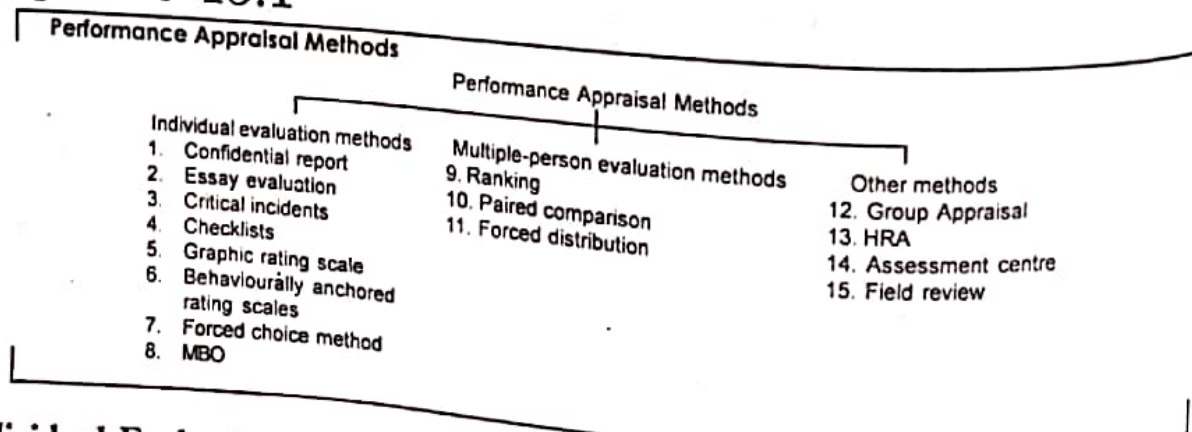 Performance Appraisal Methods
Performance Appraisal Methods
Individual evaluation methods
1. Confidential report
2. Essay evaluation
3. Critical incidents
4. Checklists
5. Graphic rating scale
6. Behaviourally anchored
rating scales
7. Forced choice method
8. MBO
Multiple-person evaluation methods
9. Ranking
10. Paired comparison
11. Forced distribution
Other methods
12. Group Appraisal
13. HRA
14. Assessment centre
15. Field review